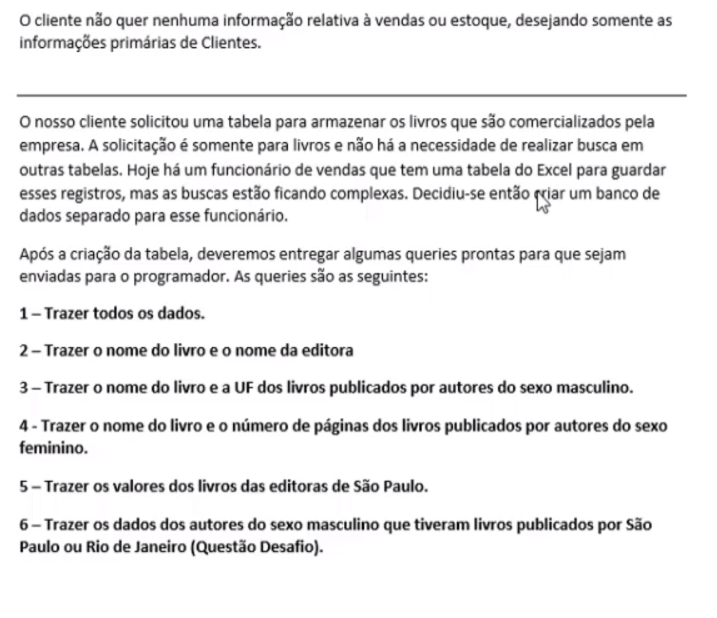 O cliente não quer nenhuma informação relativa à vendas ou estoque, desejando somente as
informações primárias de Clientes.
O nosso cliente solicitou uma tabela para armazenar os livros que são comercializados pela
empresa. A solicitação é somente para livros e não há a necessidade de realizar busca em
outras tabelas. Hoje há um funcionário de vendas que tem uma tabela do Excel para guardar
esses registros, mas as buscas estão ficando complexas. Decidiu-se então criar um banco de
dados separado para esse funcionário.
Após a criação da tabela, deveremos entregar algumas queries prontas para que sejam
enviadas para o programador. As queries são as seguintes:
1 – Trazer todos os dados.
2 – Trazer o nome do livro e o nome da editora
3 – Trazer o nome do livro e a UF dos livros publicados por autores do sexo masculino.
4 - Trazer o nome do livro e o número de páginas dos livros publicados por autores do sexo
feminino.
5 – Trazer os valores dos livros das editoras de São Paulo.
6 – Trazer os dados dos autores do sexo masculino que tiveram livros publicados por São
Paulo ou Rio de Janeiro (Questão Desafio).